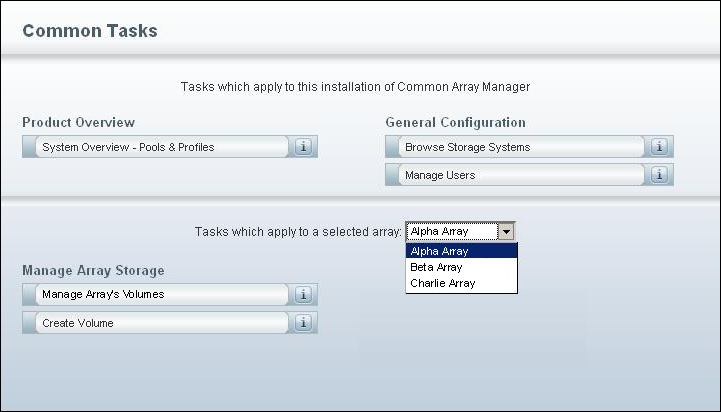 Common Tasks
Tasks which apply to this installation of Common Array Manager
Product Overview
System Overview - Pools & Profiles
i
General Configuration
Browse Storage Systems
i
Manage Users
i
Tasks which apply to a selected array:
Alpha Array
Alpha Array
Beta Array
Charlie Array
Manage Array Storage
Manage Array's Volumes
i
Create Volume
i